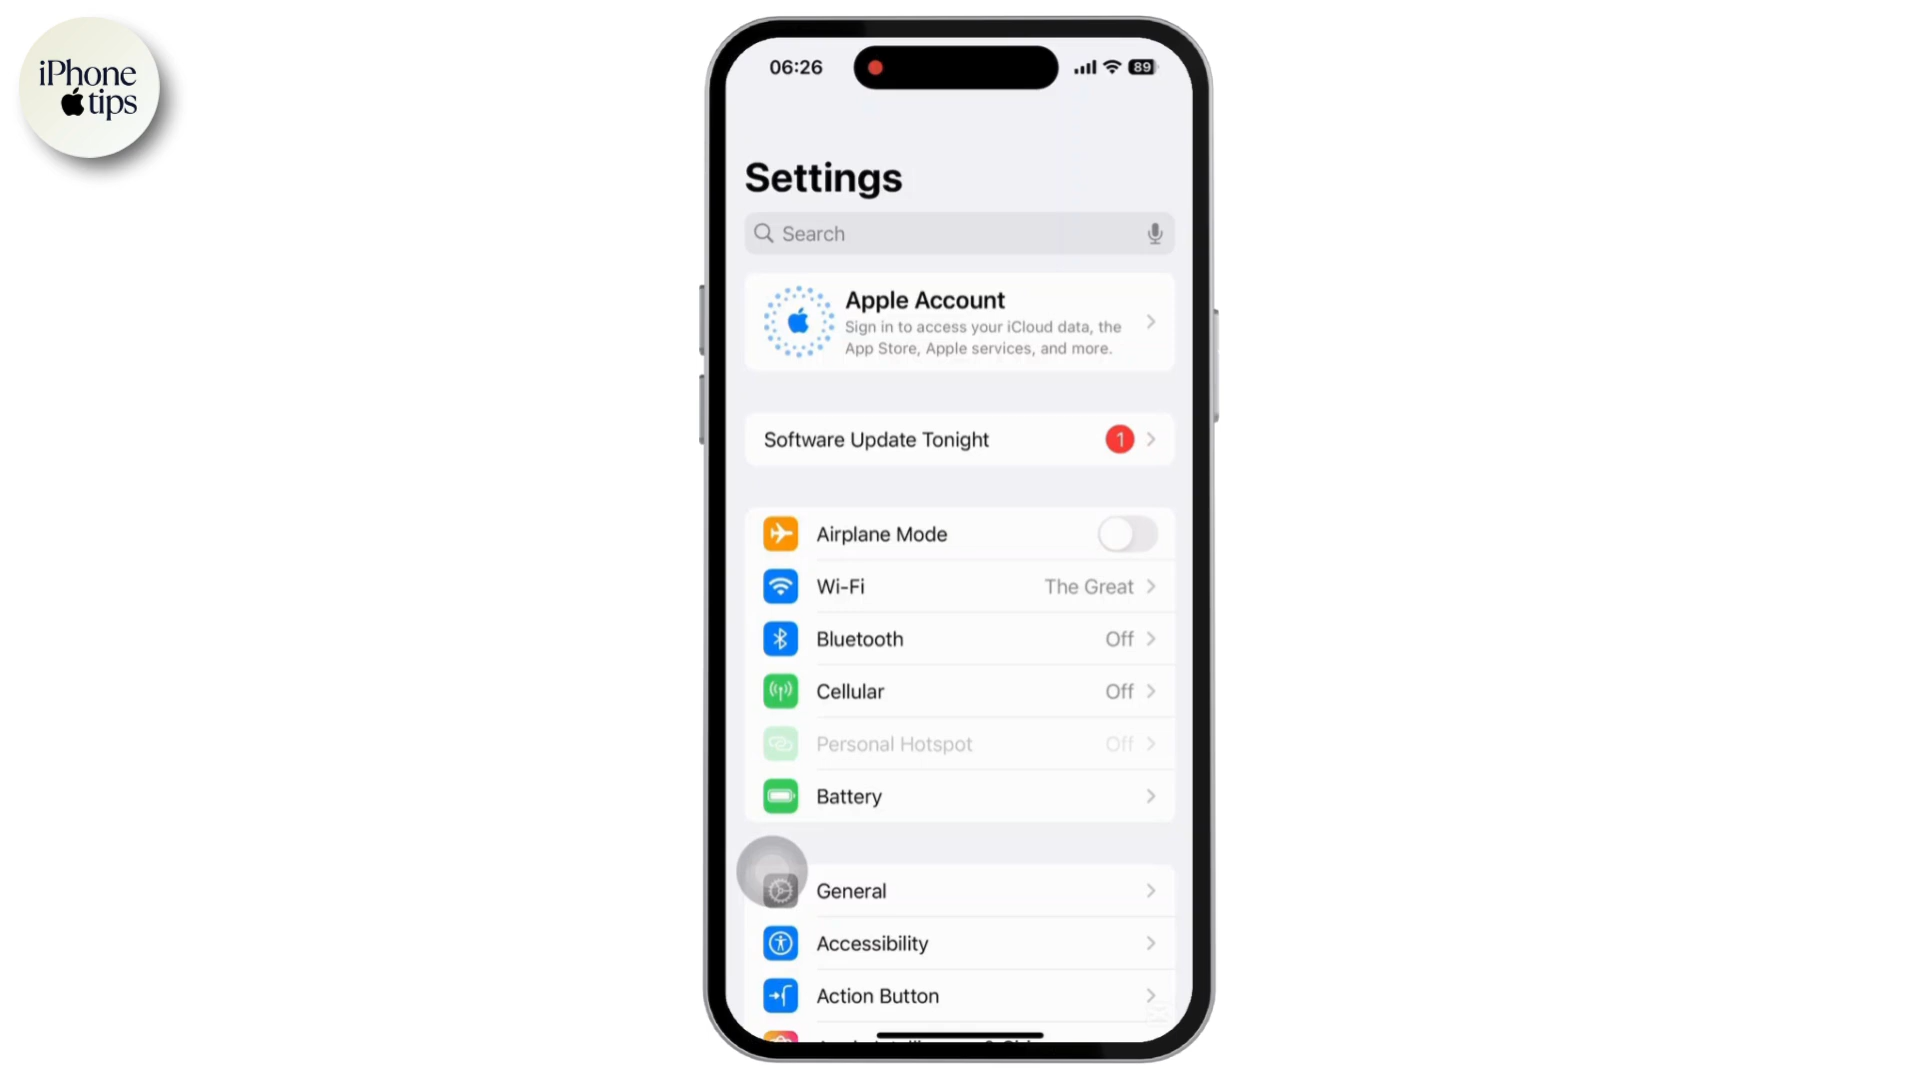 iPhone
tips
06:26
89
Settings
Search
Apple Account
Sign in to access your iCloud data, the
App Store, Apple services, and more.
Software Update Tonight
1
Airplane Mode
Wi-Fi The Great
Bluetooth Off
Cellular Off
Personal Hotspot Off
Battery
General
Accessibility
Action Button